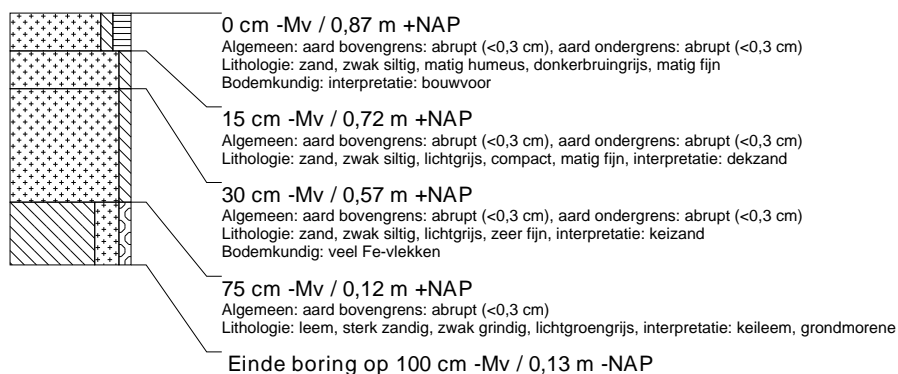 0 cm -Mv / 0,87 m +NAP
Algemeen: aard bovengrens: abrupt (<0,3 cm), aard ondergrens: abrupt (<0,3 cm)
Lithologie: zand, zwak siltig, matig humeus, donkerbruingrijs, matig fijn
Bodemkundig: interpretatie: bouwvoor
15 cm -Mv / 0,72 m +NAP
Algemeen: aard bovengrens: abrupt (<0,3 cm), aard ondergrens: abrupt (<0,3 cm)
Lithologie: zand, zwak siltig, lichtgrijs, compact, matig fijn, interpretatie: dekzand
30 cm -Mv / 0,57 m +NAP
Algemeen: aard bovengrens: abrupt (<0,3 cm), aard ondergrens: abrupt (<0,3 cm)
Lithologie: zand, zwak siltig, lichtgrijs, zeer fijn, interpretatie: keizand
Bodemkundig: veel Fe-vlekken
75 cm -Mv / 0,12 m +NAP
Algemeen: aard bovengrens: abrupt (<0,3 cm)
Lithologie: leem, sterk zandig, zwak grindig, lichtgroengrijs, interpretatie: keileem, grondmorene
Einde boring op 100 cm -Mv / 0,13 m -NAP